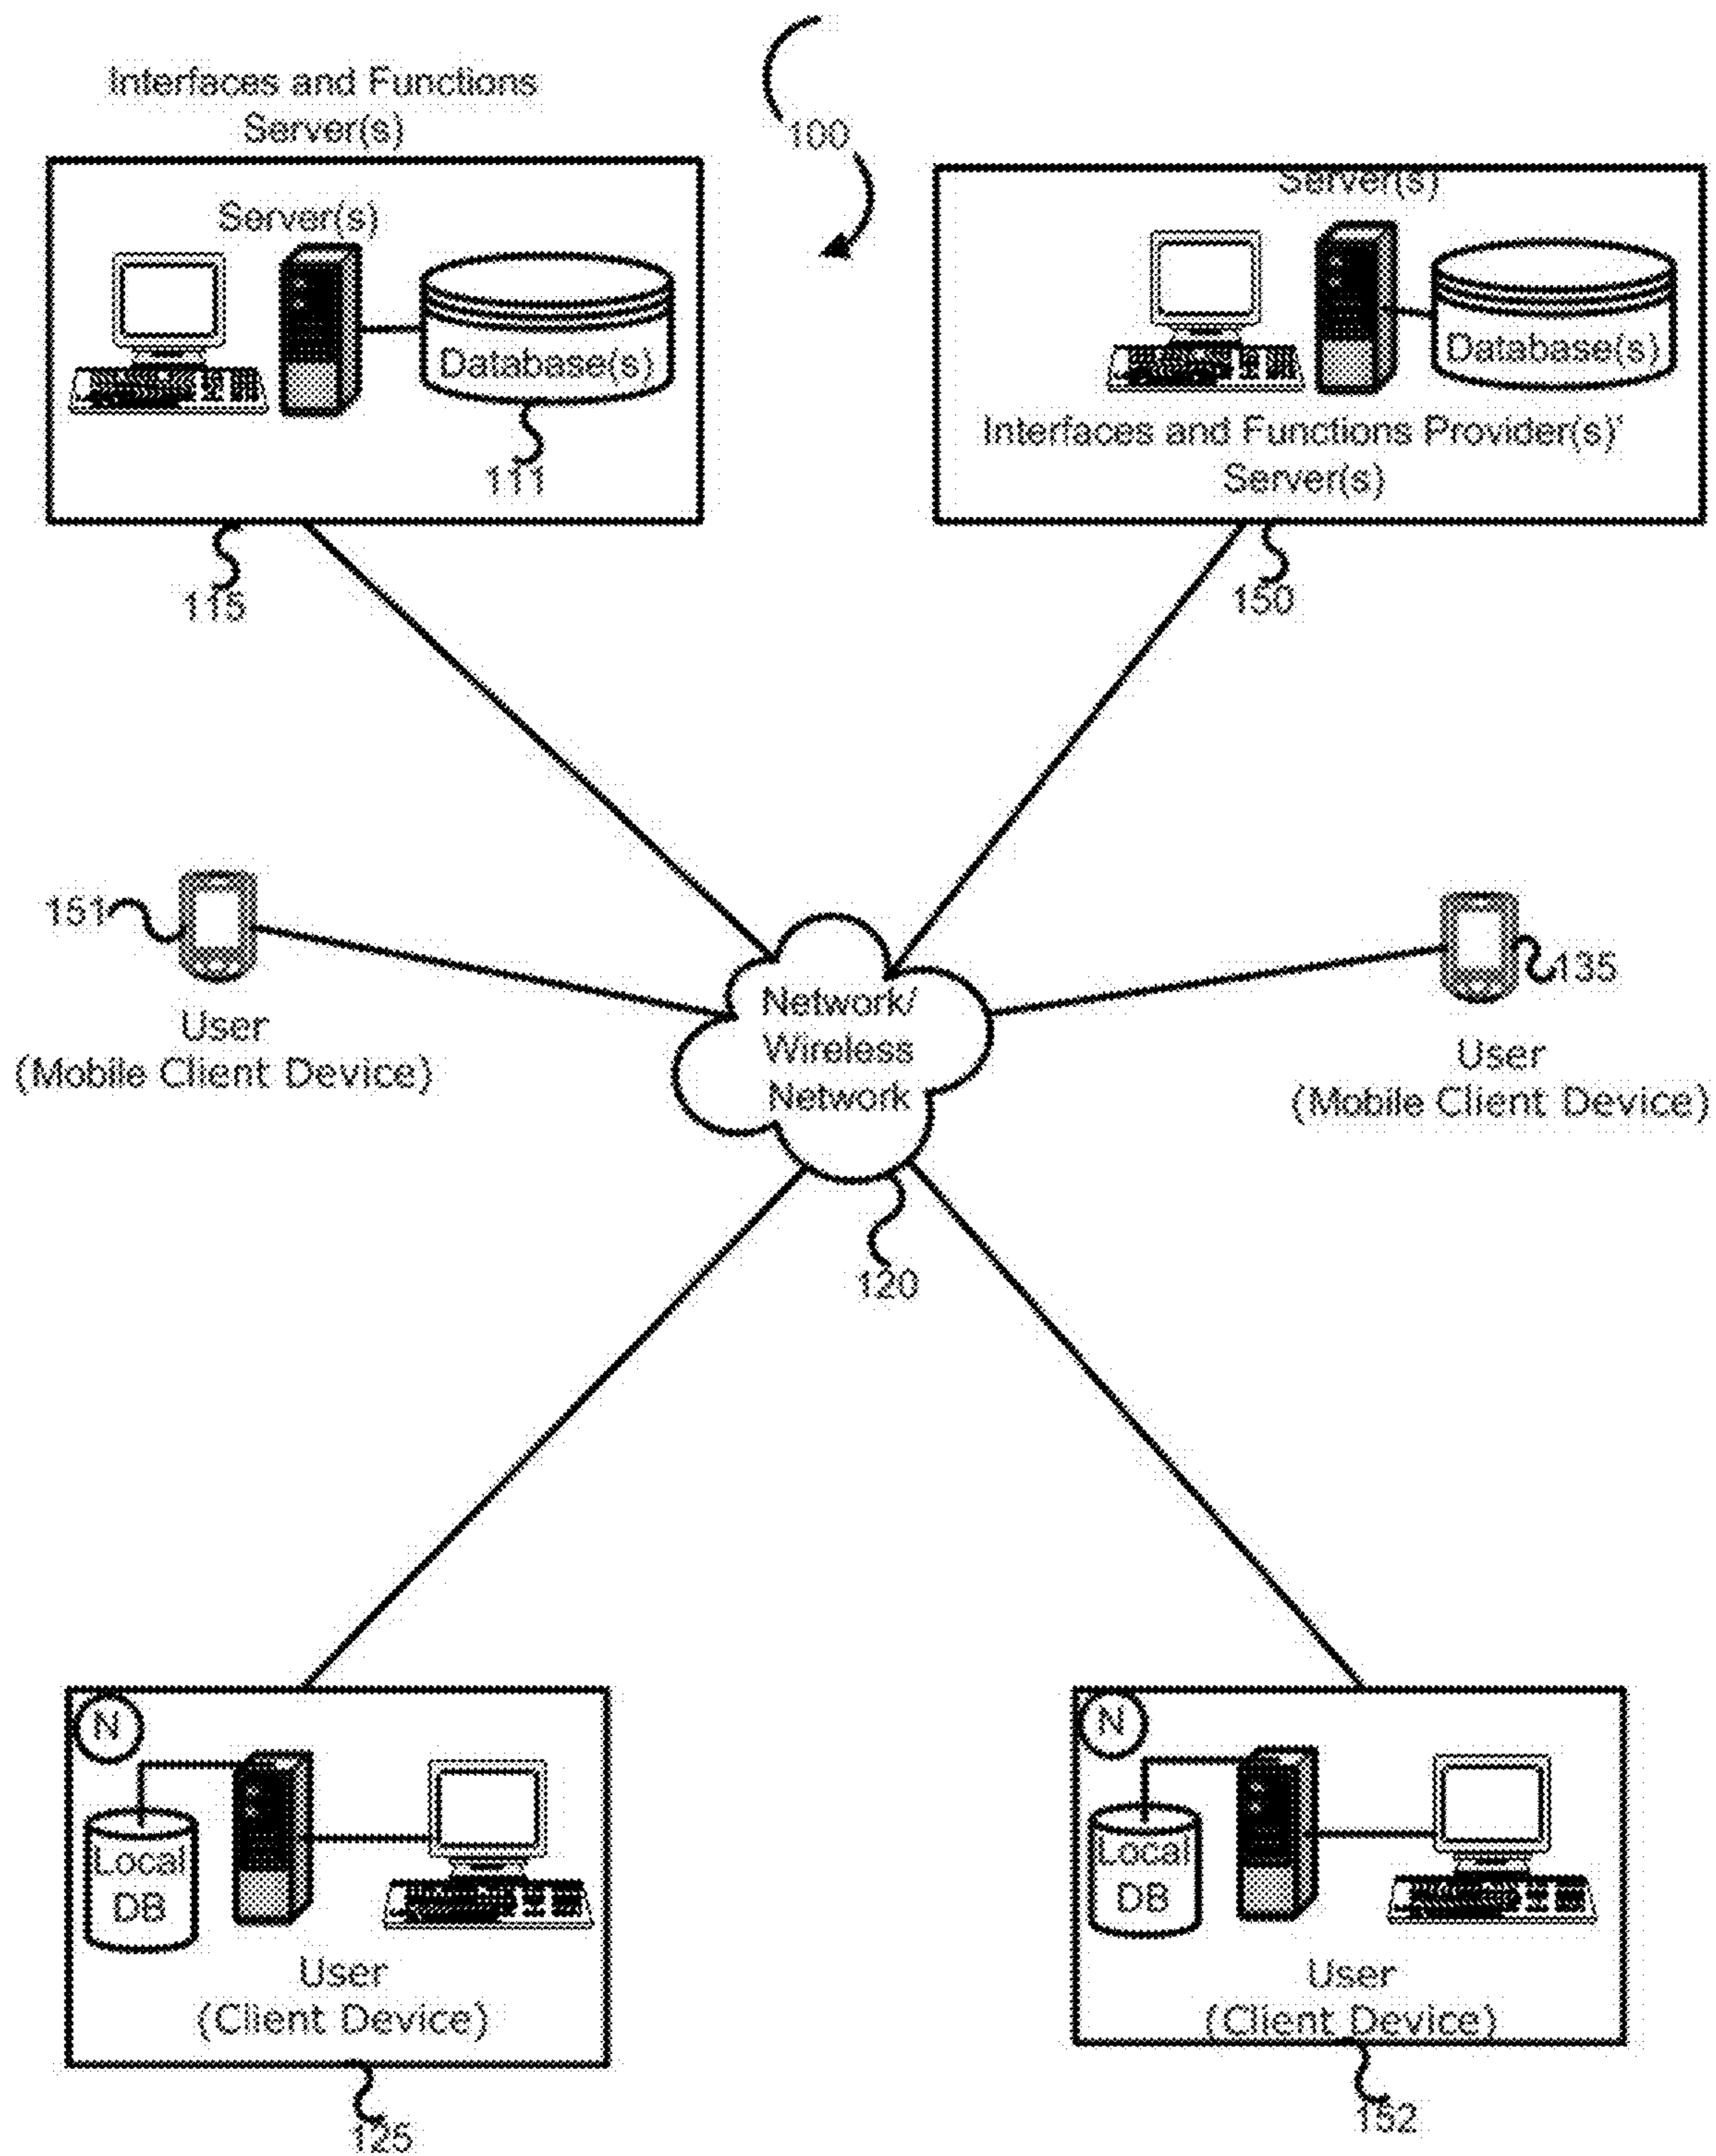 Interfaces and Functions
Server(s)
100
Server(s)
Database(s)
111
115
Server(s)
Database(s)
Interfaces and Functions Provider(s)'
Server(s)
150
151
User
(Mobile Client Device)
Network/
Wireless
Network
120
135
User
(Mobile Client Device)
N
Local
DB
User
(Client Device)
125
N
Local
DB
User
(Client Device)
152